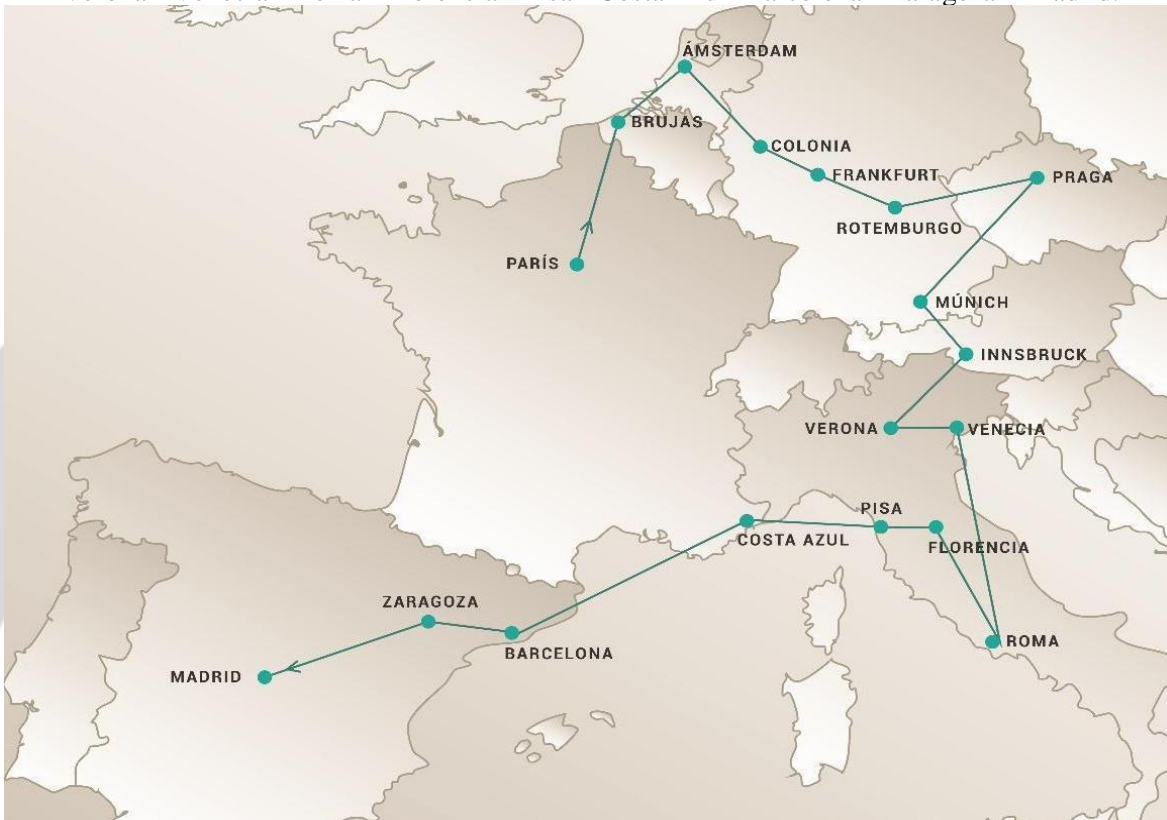 ÁMSTERDAM
BRUJAS
COLONIA
FRANKFURT
PRAGA
ROTEMBURGO
PARÍS
MÚNICH
INNSBRUCK
VERONA
VENECIA
PISA
COSTA AZUL
FLORENCIA
ZARAGOZA
BARCELONA
ROMA
MADRID